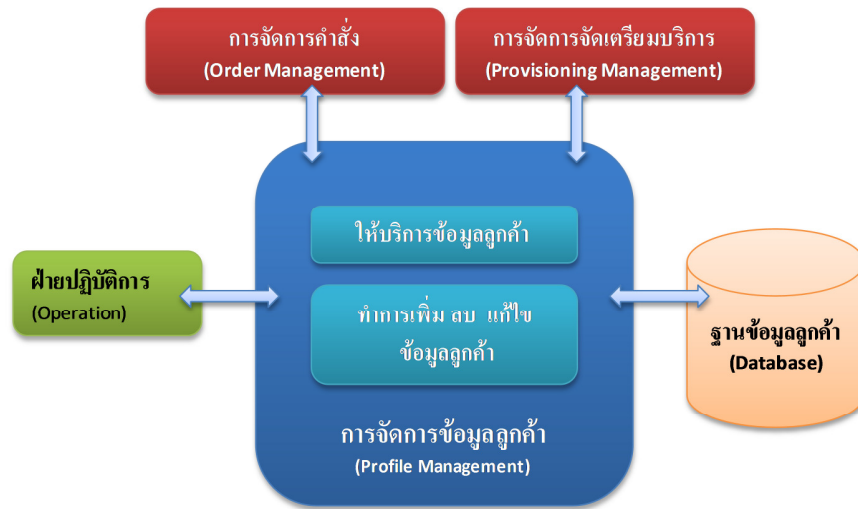 การจัดการคำสั่ง
(Order Management)
การจัดการจัดเตรียมบริการ
(Provisioning Management)
ให้บริการข้อมูลลูกค้า
ฝ่ายปฏิบัติการ
(Operation)
ทำการเพิ่ม ลบ แก้ไข
ข้อมูลลูกค้า
ฐานข้อมูลลูกค้า
(Database)
การจัดการข้อมูลลูกค้า
(Profile Management)